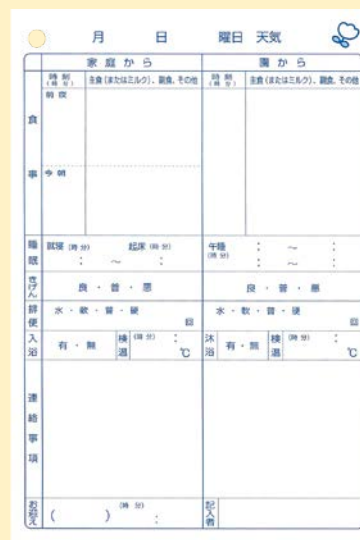 月 日 曜日 天気
家庭から 園から
時刻 (時 分) 主食(またはミルク)、副食、その他 時刻 (時 分) 主食(またはミルク)、副食、その他
食事 前夜
今朝
睡眠 就寝 (時 分) 起床 (時 分) 午睡 (時 分) : ~ :
: ~ : : ~ :
きげん 良・普・悪 良・普・悪
排便 水・軟・普・硬 回 水・軟・普・硬 回
入浴 有・無 検温 (時 分) : ℃ 沐浴 有・無 検温 (時 分) : ℃
連絡事項
お迎え ( ) (時 分) : 記入者